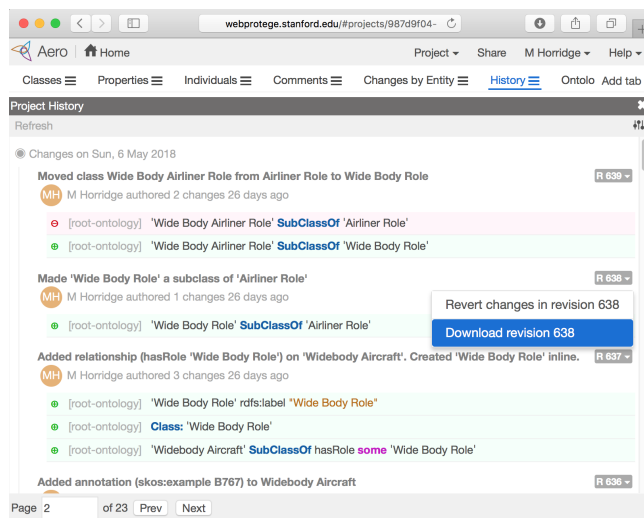 webprotege.stanford.edu/#projects/987d9f04-
Aero Home Project Share M Horridge Help
Classes Properties Individuals Comments Changes by Entity History Ontolo Add tab
Project History
Refresh
Changes on Sun, 6 May 2018
Moved class Wide Body Airliner Role from Airliner Role to Wide Body Role R 639
MH M Horridge authored 2 changes 26 days ago
[root-ontology] 'Wide Body Airliner Role' SubClassOf 'Airliner Role'
[root-ontology] 'Wide Body Airliner Role' SubClassOf 'Wide Body Role'
Made 'Wide Body Role' a subclass of 'Airliner Role' R 638
MH M Horridge authored 1 changes 26 days ago
Revert changes in revision 638
[root-ontology] 'Wide Body Role' SubClassOf 'Airliner Role'
Download revision 638
Added relationship (hasRole 'Wide Body Role') on 'Widebody Aircraft'. Created 'Wide Body Role' inline. R 637
MH M Horridge authored 3 changes 26 days ago
[root-ontology] 'Wide Body Role' rdfs:label "Wide Body Role"
[root-ontology] Class: 'Wide Body Role'
[root-ontology] 'Widebody Aircraft' SubClassOf hasRole some 'Wide Body Role'
Added annotation (skos:example B767) to Widebody Aircraft R 636
Page 2 of 23 Prev Next